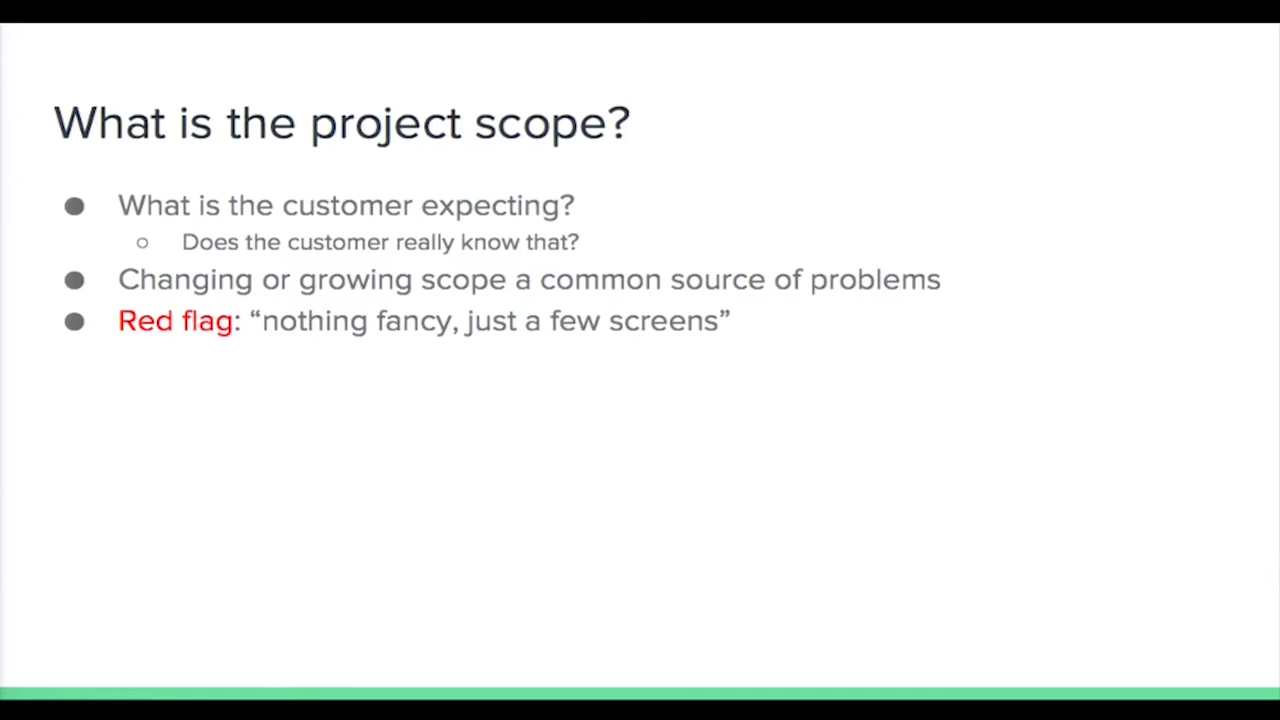 What is the project scope?
What is the customer expecting?
Does the customer really know that?
Changing or growing scope a common source of problems
Red flag: “nothing fancy, just a few screens”